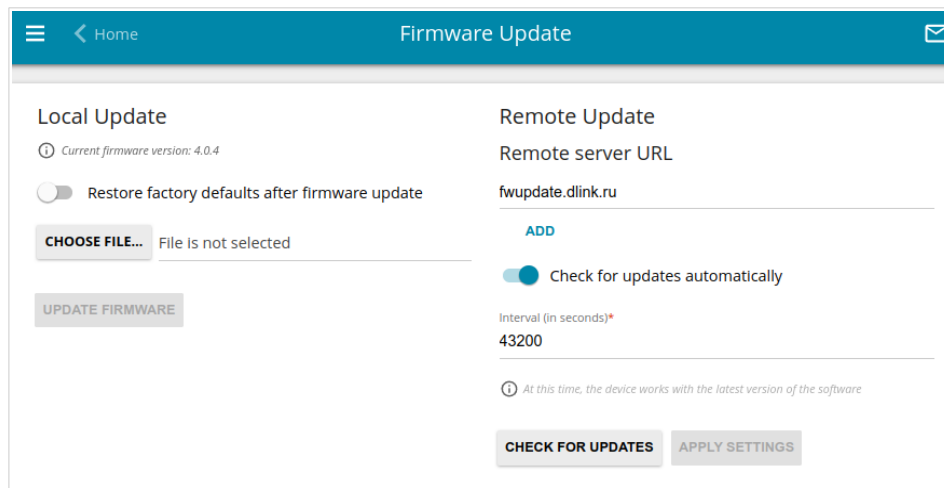 Home
Firmware Update
Local Update
Current firmware version: 4.0.4
Restore factory defaults after firmware update
CHOOSE FILE... File is not selected
UPDATE FIRMWARE
Remote Update
Remote server URL
fwupdate.dlink.ru
ADD
Check for updates automatically
Interval (in seconds)*
43200
At this time, the device works with the latest version of the software
CHECK FOR UPDATES APPLY SETTINGS